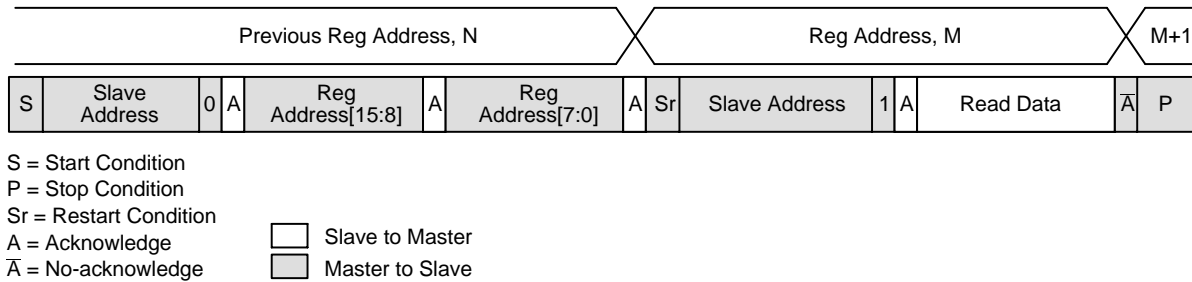 Previous Reg Address, N Reg Address, M M+1
S Slave Address 0 A Reg Address[15:8] A Reg Address[7:0] A Sr Slave Address 1 A Read Data A̅ P
S = Start Condition
P = Stop Condition
Sr = Restart Condition
A = Acknowledge
A̅ = No-acknowledge
Slave to Master
Master to Slave